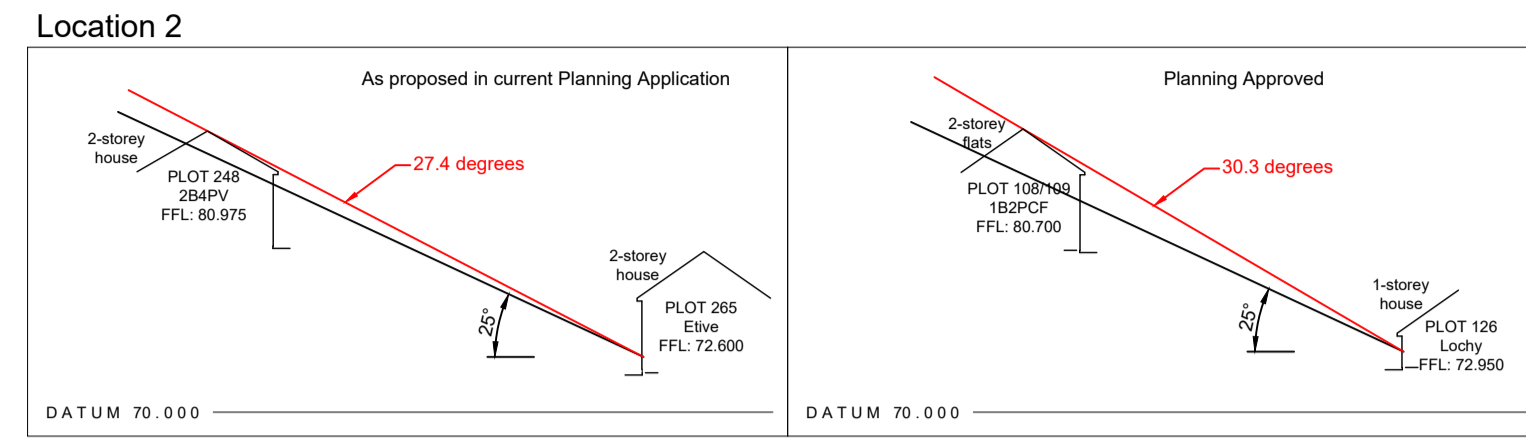 Location 2
As proposed in current Planning Application
2-storey
house
PLOT 248
2B4PV
FFL: 80.975
27.4 degrees
25°
2-storey
house
PLOT 265
Etive
FFL: 72.600
DATUM 70.000
Planning Approved
2-storey
flats
PLOT 108/109
1B2PCF
FFL: 80.700
30.3 degrees
25°
1-storey
house
PLOT 126
Lochy
FFL: 72.950
DATUM 70.000